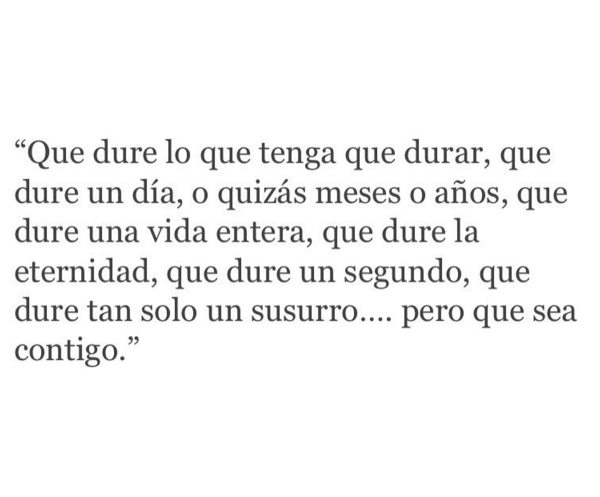 “Que dure lo que tenga que durar, que
dure un día, o quizás meses o años, que
dure una vida entera, que dure la
eternidad, que dure un segundo, que
dure tan solo un susurro.... pero que sea
contigo.”